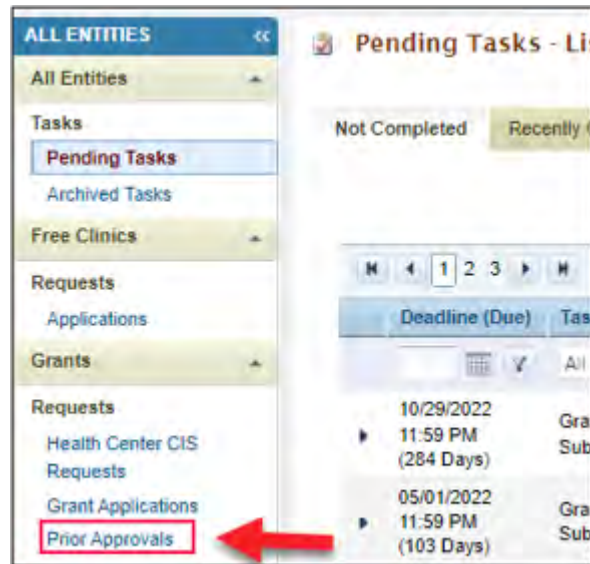 ALL ENTITIES «
All Entities
Tasks
Pending Tasks
Archived Tasks
Free Clinics
Requests
Applications
Grants
Requests
Health Center CIS
Requests
Grant Applications
Prior Approvals
Pending Tasks - Lis
Not Completed
Recently
1 2 3
Deadline (Due) Tas
All
10/29/2022
11:59 PM
(284 Days)
Gra
Sub
05/01/2022
11:59 PM
(103 Days)
Gra
Sub